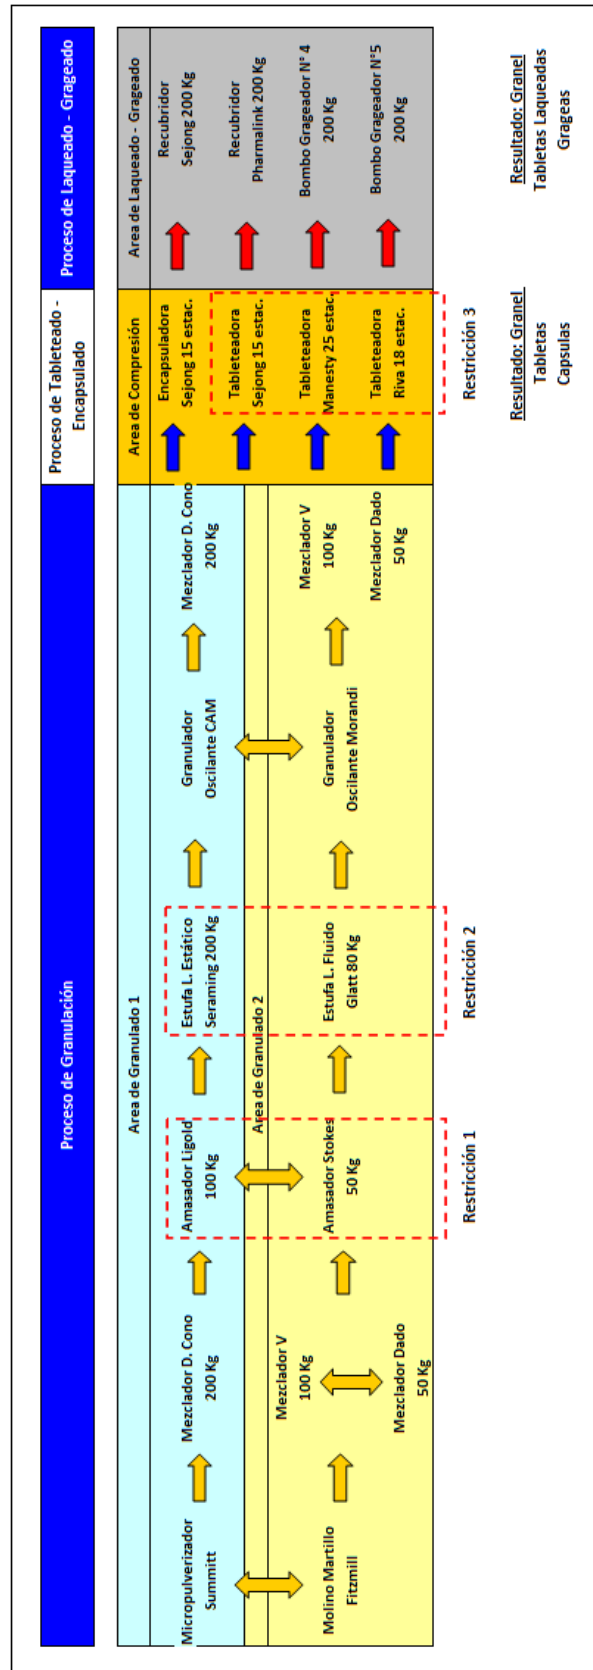 Proceso de Granulación
Proceso de Tableteado -
Encapsulado
Proceso de Laqueado - Grageado
Area de Granulado 1
Area de Compresión
Area de Laqueado - Grageado
Micropulverizador
Summitt
Mezclador D. Cono
200 Kg
Amasador Ligold
100 Kg
Estufa L. Estático
Seraming 200 Kg
Granulador
Oscilante CAM
Mezclador D. Cono
200 Kg
Area de Granulado 2
Molino Martillo
Fitzmill
Mezclador V
100 Kg
Mezclador Dado
50 Kg
Amasador Stokes
50 Kg
Estufa L. Fluido
Glatt 80 Kg
Granulador
Oscilante Morandi
Mezclador V
100 Kg
Mezclador Dado
50 Kg
Encapsuladora
Sejong 15 estac.
Tableteadora
Sejong 15 estac.
Tableteadora
Manesty 25 estac.
Tableteadora
Riva 18 estac.
Recubridor
Sejong 200 Kg
Recubridor
Pharmalink 200 Kg
Bombo Grageador N° 4
200 Kg
Bombo Grageador N°5
200 Kg
Restricción 1
Restricción 2
Restricción 3
Resultado: Granel
Tabletas
Capsulas
Resultado: Granel
Tabletas Laqueadas
Grageas